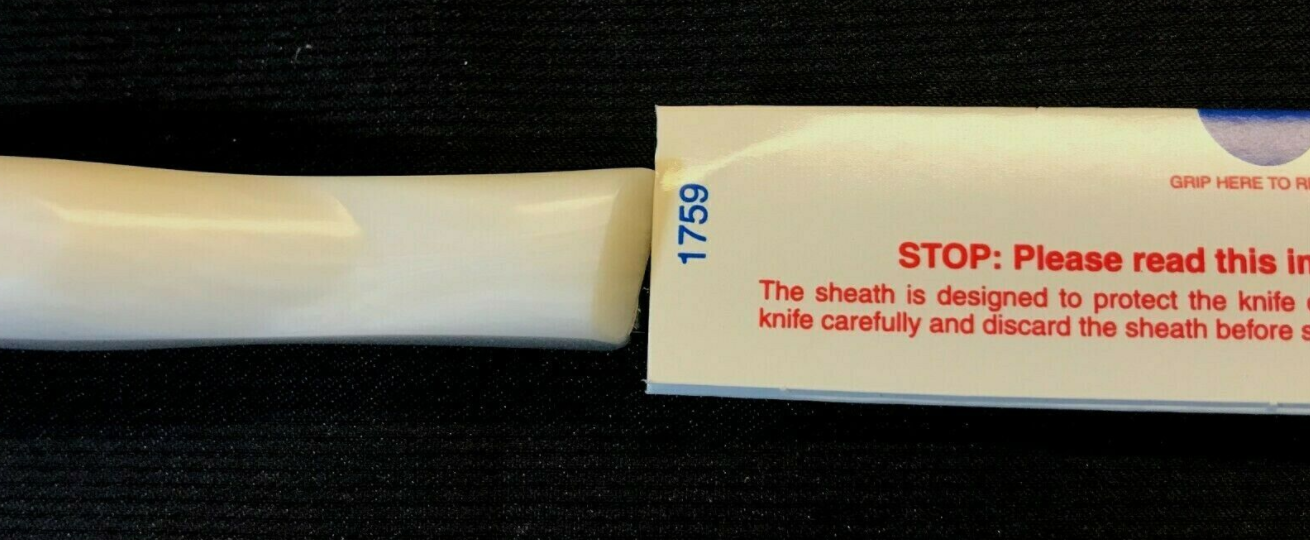 1759
GRIP HERE TO
STOP: Please read this
The sheath is designed to protect the knife
knife carefully and discard the sheath before